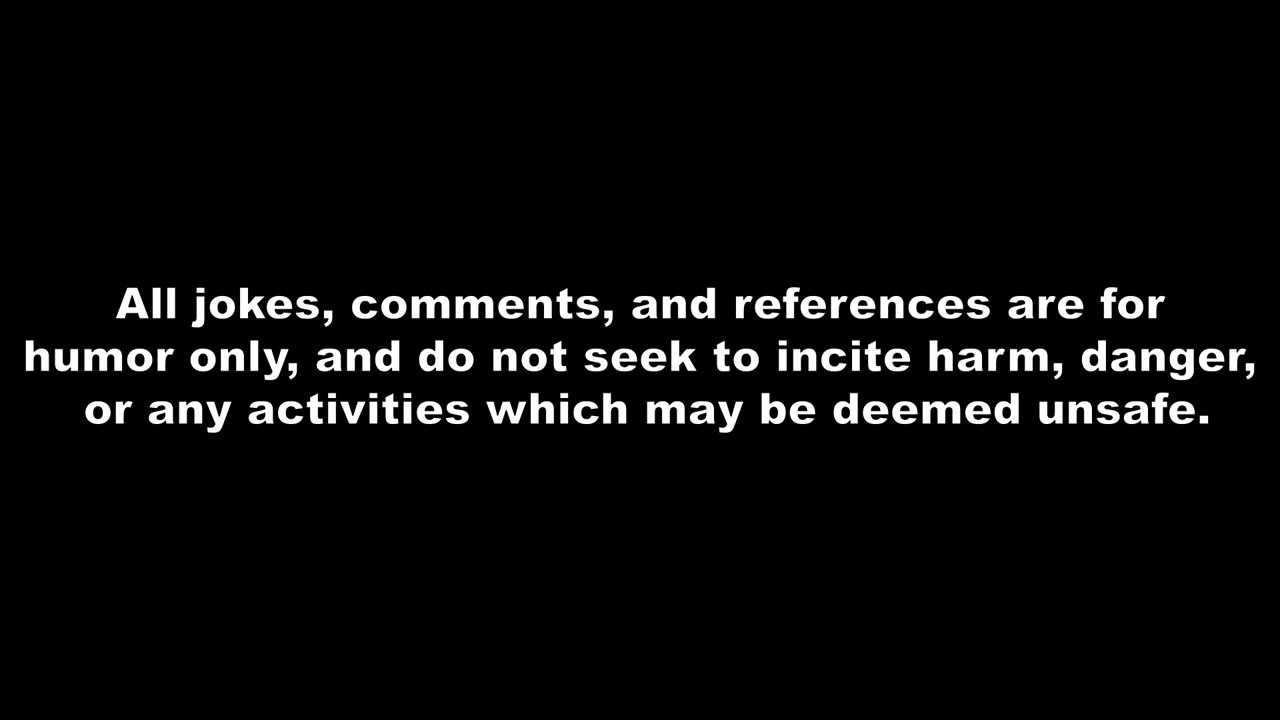 All jokes, comments, and references are for
humor only, and do not seek to incite harm, danger,
or any activities which may be deemed unsafe.